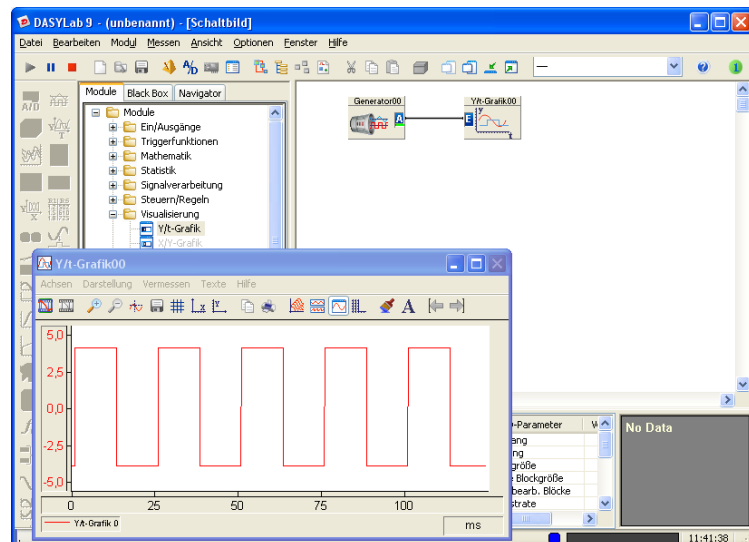 DASYLab 9 - (unbenannt) - [Schaltbild]
Datei Bearbeiten Modul Messen Ansicht Optionen Fenster Hilfe
Module Black Box Navigator
Module
Ein/Ausgänge
Triggerfunktionen
Mathematik
Statistik
Signalverarbeitung
Steuern/Regeln
Visualisierung
Y/t-Grafik
X/Y-Grafik
Generator00
A
Y/t-Grafik00
E
y
t
A/D
Y/t-Grafik00
Achsen Darstellung Vermessen Texte Hilfe
5,0
2,5
0,0
-2,5
-5,0
0 25 50 75 100
Y/t-Grafik 0
ms
-Parameter
ang
ng
größe
Blockgröße
bearb. Blöcke
strate
No Data
11:41:38